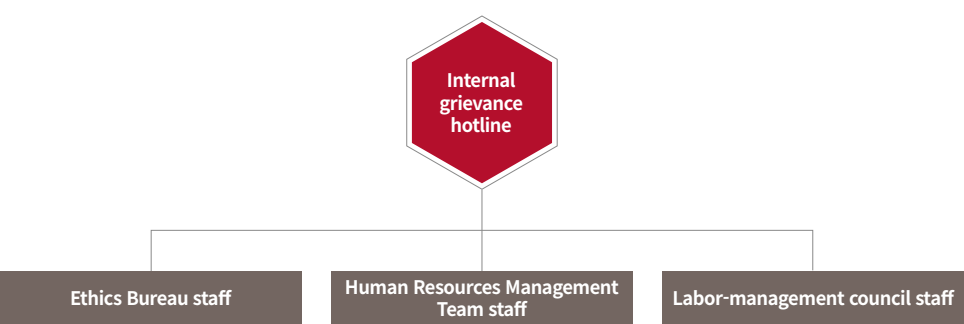 Internal
grievance
hotline
Ethics Bureau staff
Human Resources Management
Team staff
Labor-management council staff